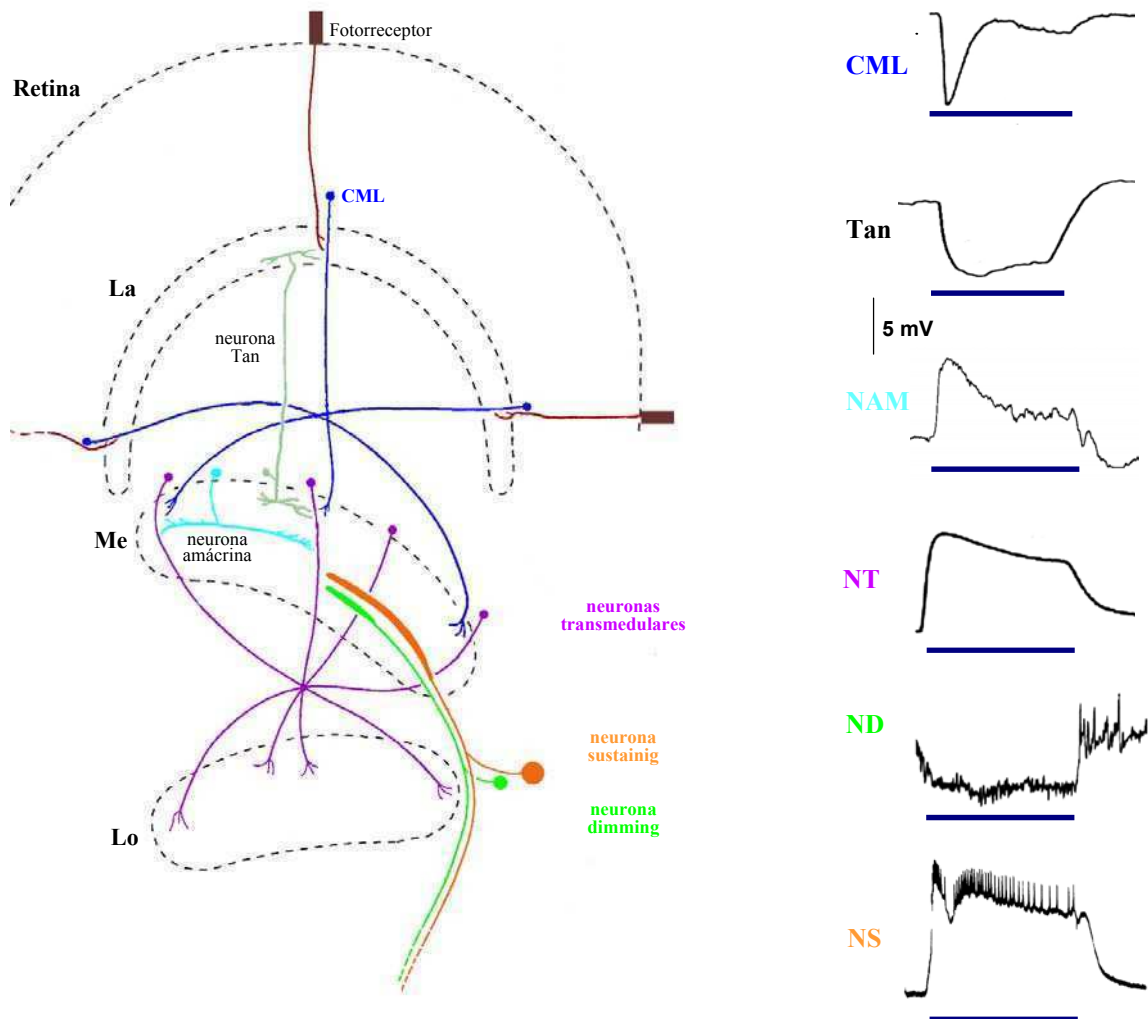 Fotorreceptor
Retina
CML
La
neurona
Tan
Me
neurona
amácrina
neuronas
transmedulares
neurona
sustainig
neurona
dimming
Lo
CML
Tan
5 mV
NAM
NT
ND
NS